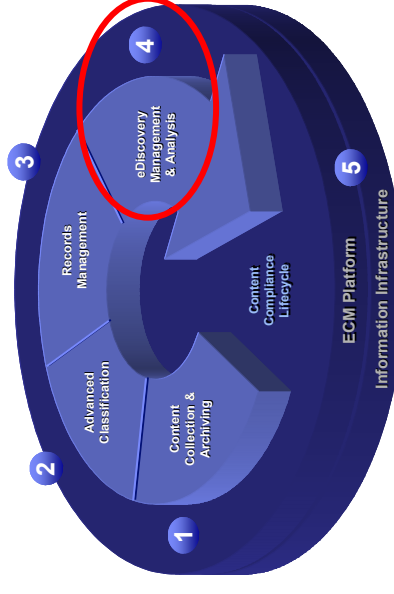 1
Content
Collection &
Archiving
2
Advanced
Classification
3
Records
Management
4
eDiscovery
Management
& Analysis
Content
Compliance
Lifecycle
5
ECM Platform
Information Infrastructure